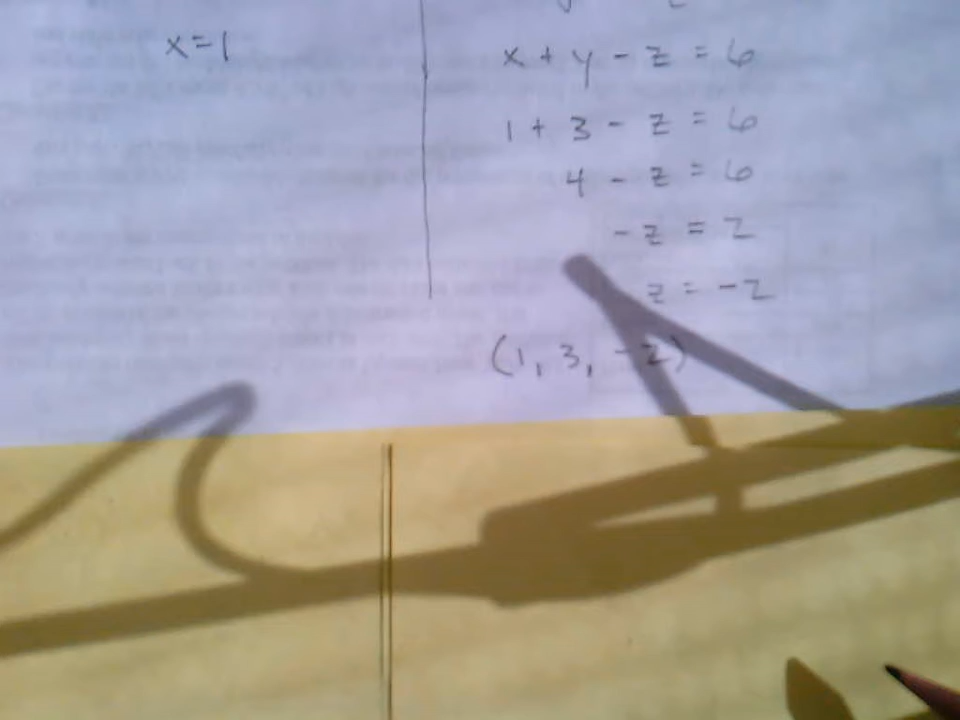 x=1
x + y - z = 6
1 + 3 - z = 6
4 - z = 6
-z = 2
z = -2
(1, 3, -2)